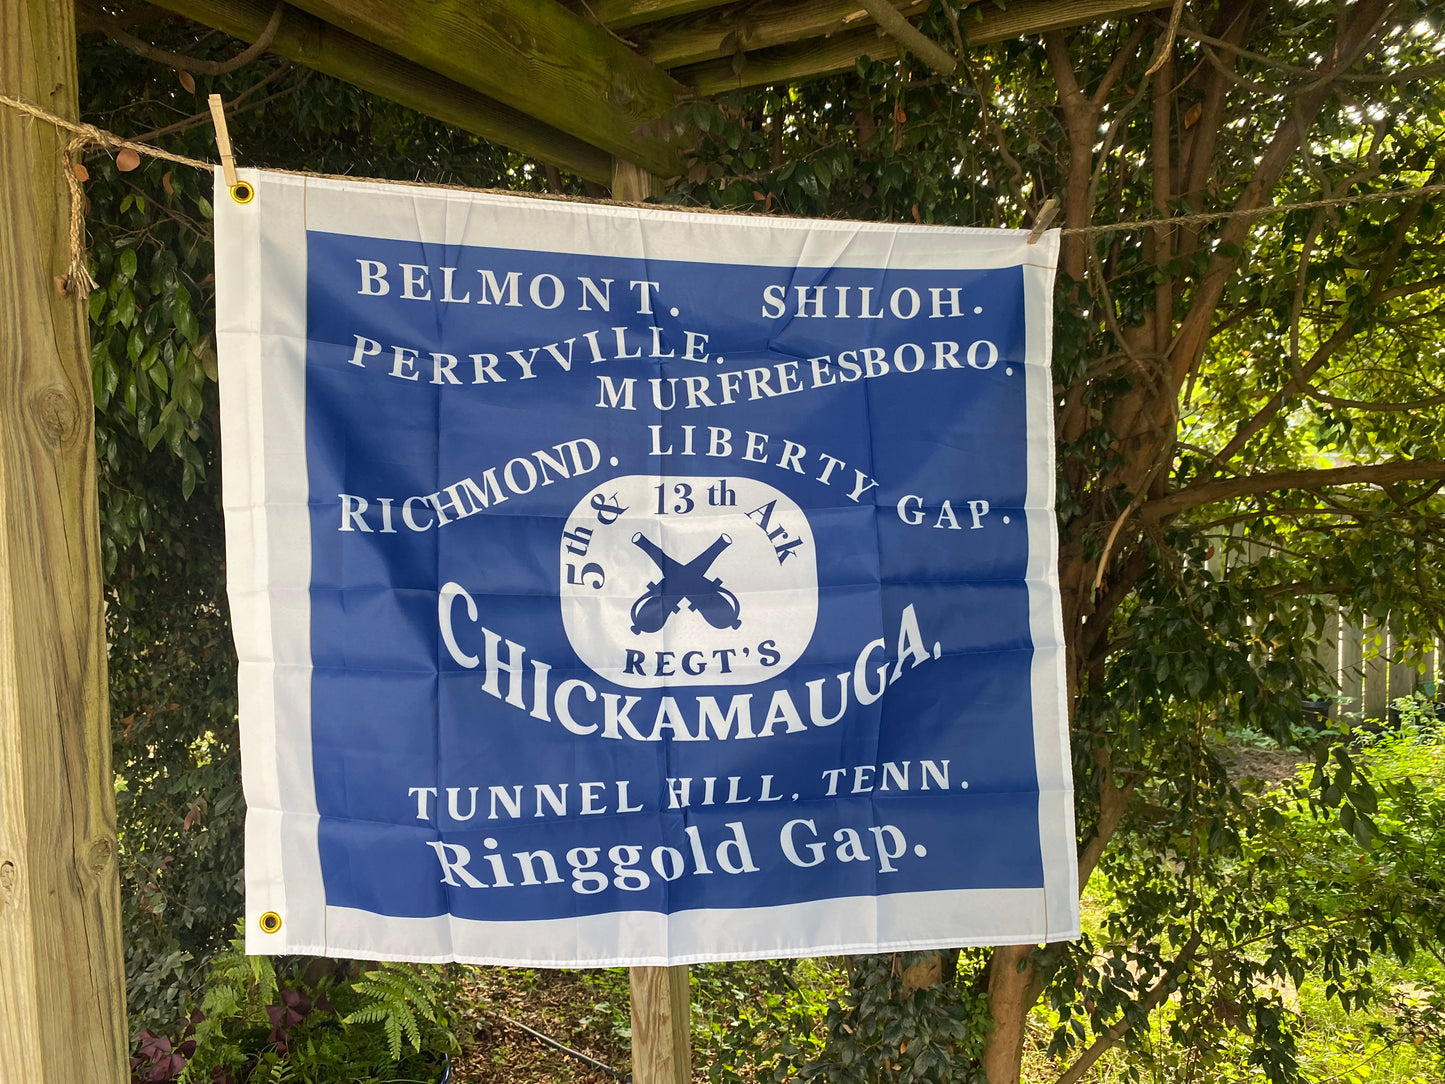 BELMONT. SHILOH.
PERRYVILLE.
MURFREESBORO.
RICHMOND. LIBERTY GAP.
5th & 13th Ark
REGT'S
CHICKAMAUGA.
TUNNEL HILL, TENN.
Ringgold Gap.